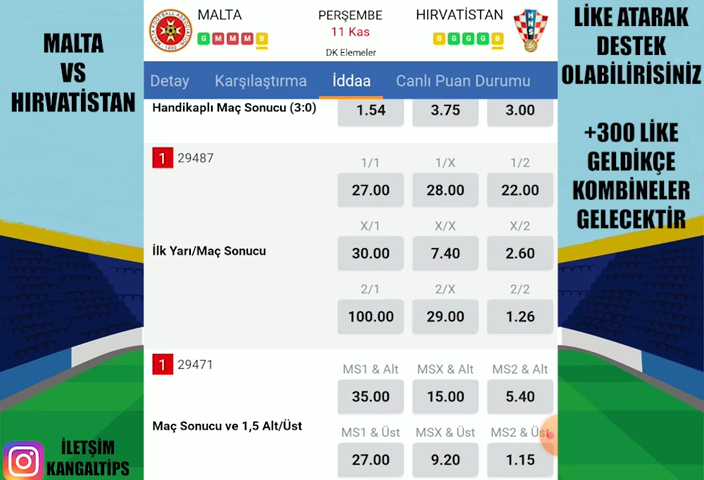 MALTA
VS
HIRVATİSTAN
MALTA
G M M M B
PERŞEMBE
11 Kas
DK Elemeler
HIRVATİSTAN
B G G G B
Detay Karşılaştırma İddaa Canlı Puan Durumu
Handikaplı Maç Sonucu (3:0) 1.54 3.75 3.00
1 29487
1/1 1/X 1/2
27.00 28.00 22.00
X/1 X/X X/2
İlk Yarı/Maç Sonucu 30.00 7.40 2.60
2/1 2/X 2/2
100.00 29.00 1.26
1 29471
MS1 & Alt MSX & Alt MS2 & Alt
35.00 15.00 5.40
Maç Sonucu ve 1,5 Alt/Üst
MS1 & Üst MSX & Üst MS2 & Üst
27.00 9.20 1.15
LİKE ATARAK
DESTEK
OLABİLİRİSİNİZ
+300 LİKE
GELDİKÇE
KOMBİNELER
GELECEKTİR
İLETŞİM
KANGALTİPS